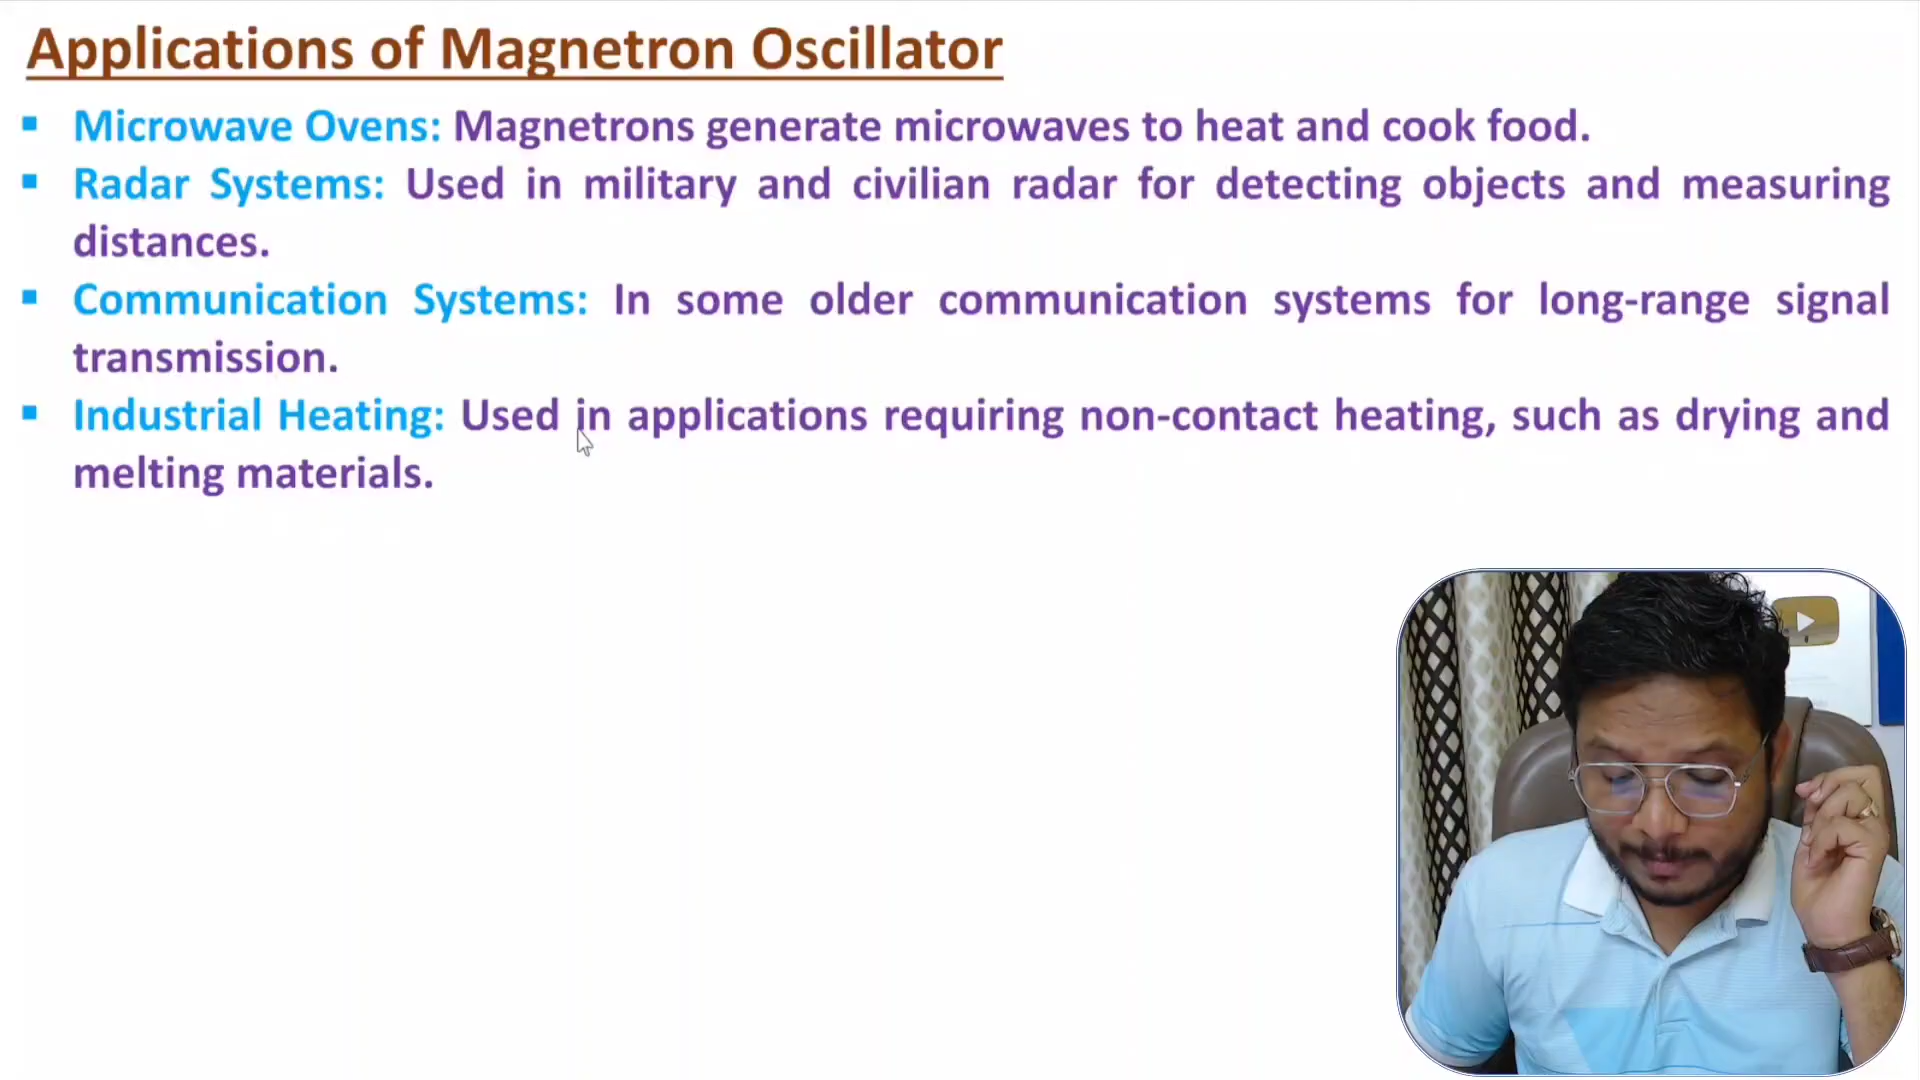 Applications of Magnetron Oscillator
▪ Microwave Ovens: Magnetrons generate microwaves to heat and cook food.
▪ Radar Systems: Used in military and civilian radar for detecting objects and measuring
distances.
▪ Communication Systems: In some older communication systems for long-range signal
transmission.
▪ Industrial Heating: Used in applications requiring non-contact heating, such as drying and
melting materials.